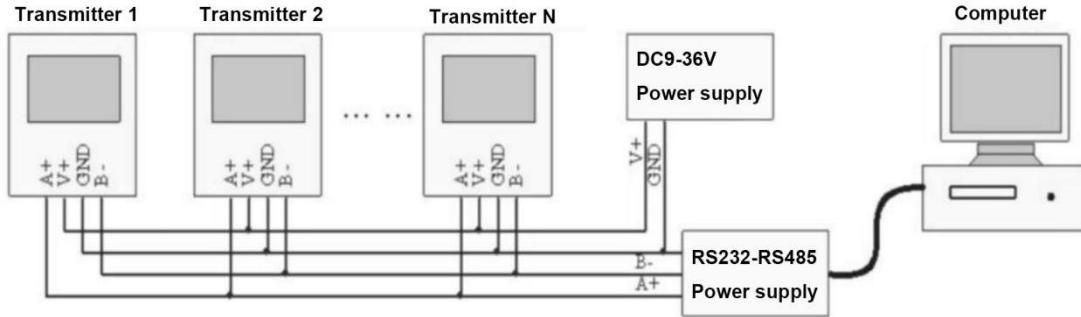 Transmitter 1
Transmitter 2
Transmitter N
Computer
DC9-36V
Power supply
... ...
A+
V+
GND
B-
A+
V+
GND
B-
A+
V+
GND
B-
V+
GND
B-
A+
RS232-RS485
Power supply